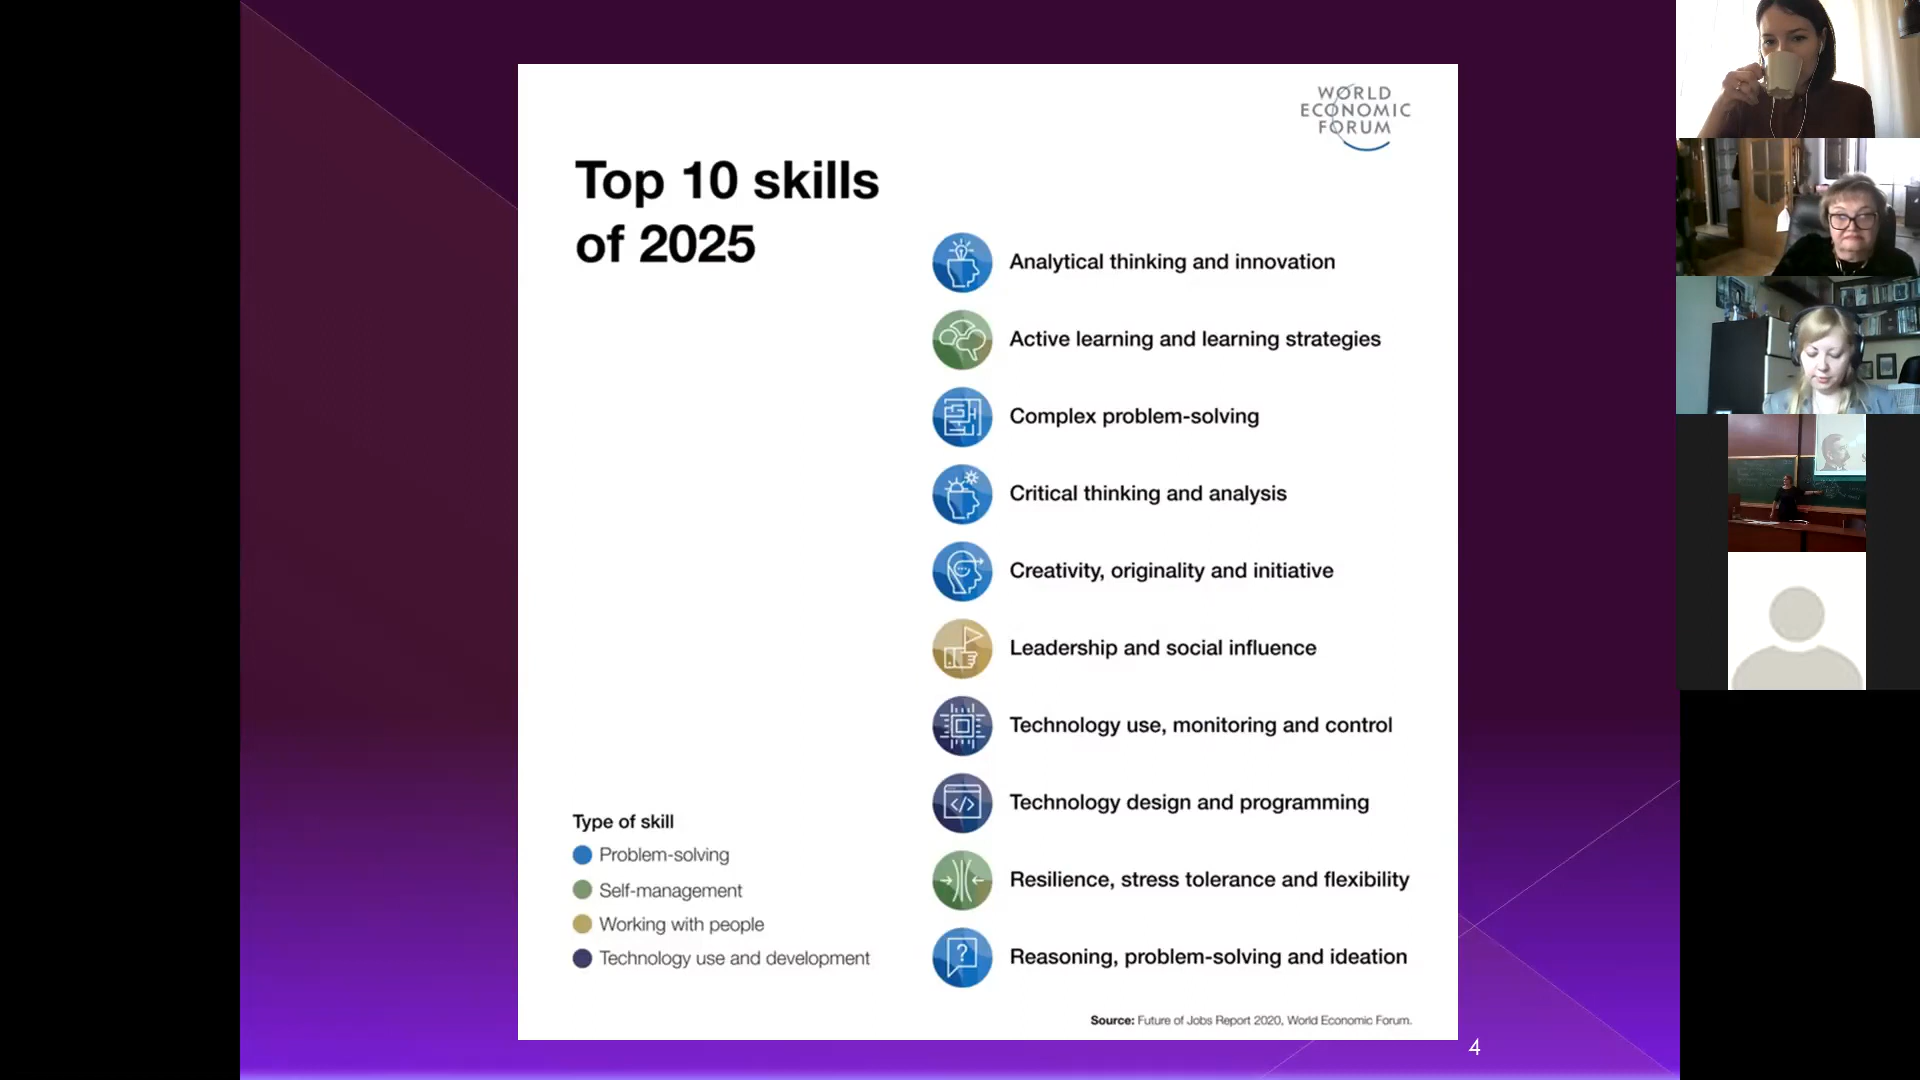 WORLD
ECONOMIC
FORUM
Top 10 skills
of 2025
Analytical thinking and innovation
Active learning and learning strategies
Complex problem-solving
Critical thinking and analysis
Creativity, originality and initiative
Leadership and social influence
Technology use, monitoring and control
Technology design and programming
Resilience, stress tolerance and flexibility
Reasoning, problem-solving and ideation
Type of skill
Problem-solving
Self-management
Working with people
Technology use and development
Source: Future of Jobs Report 2020, World Economic Forum.
4